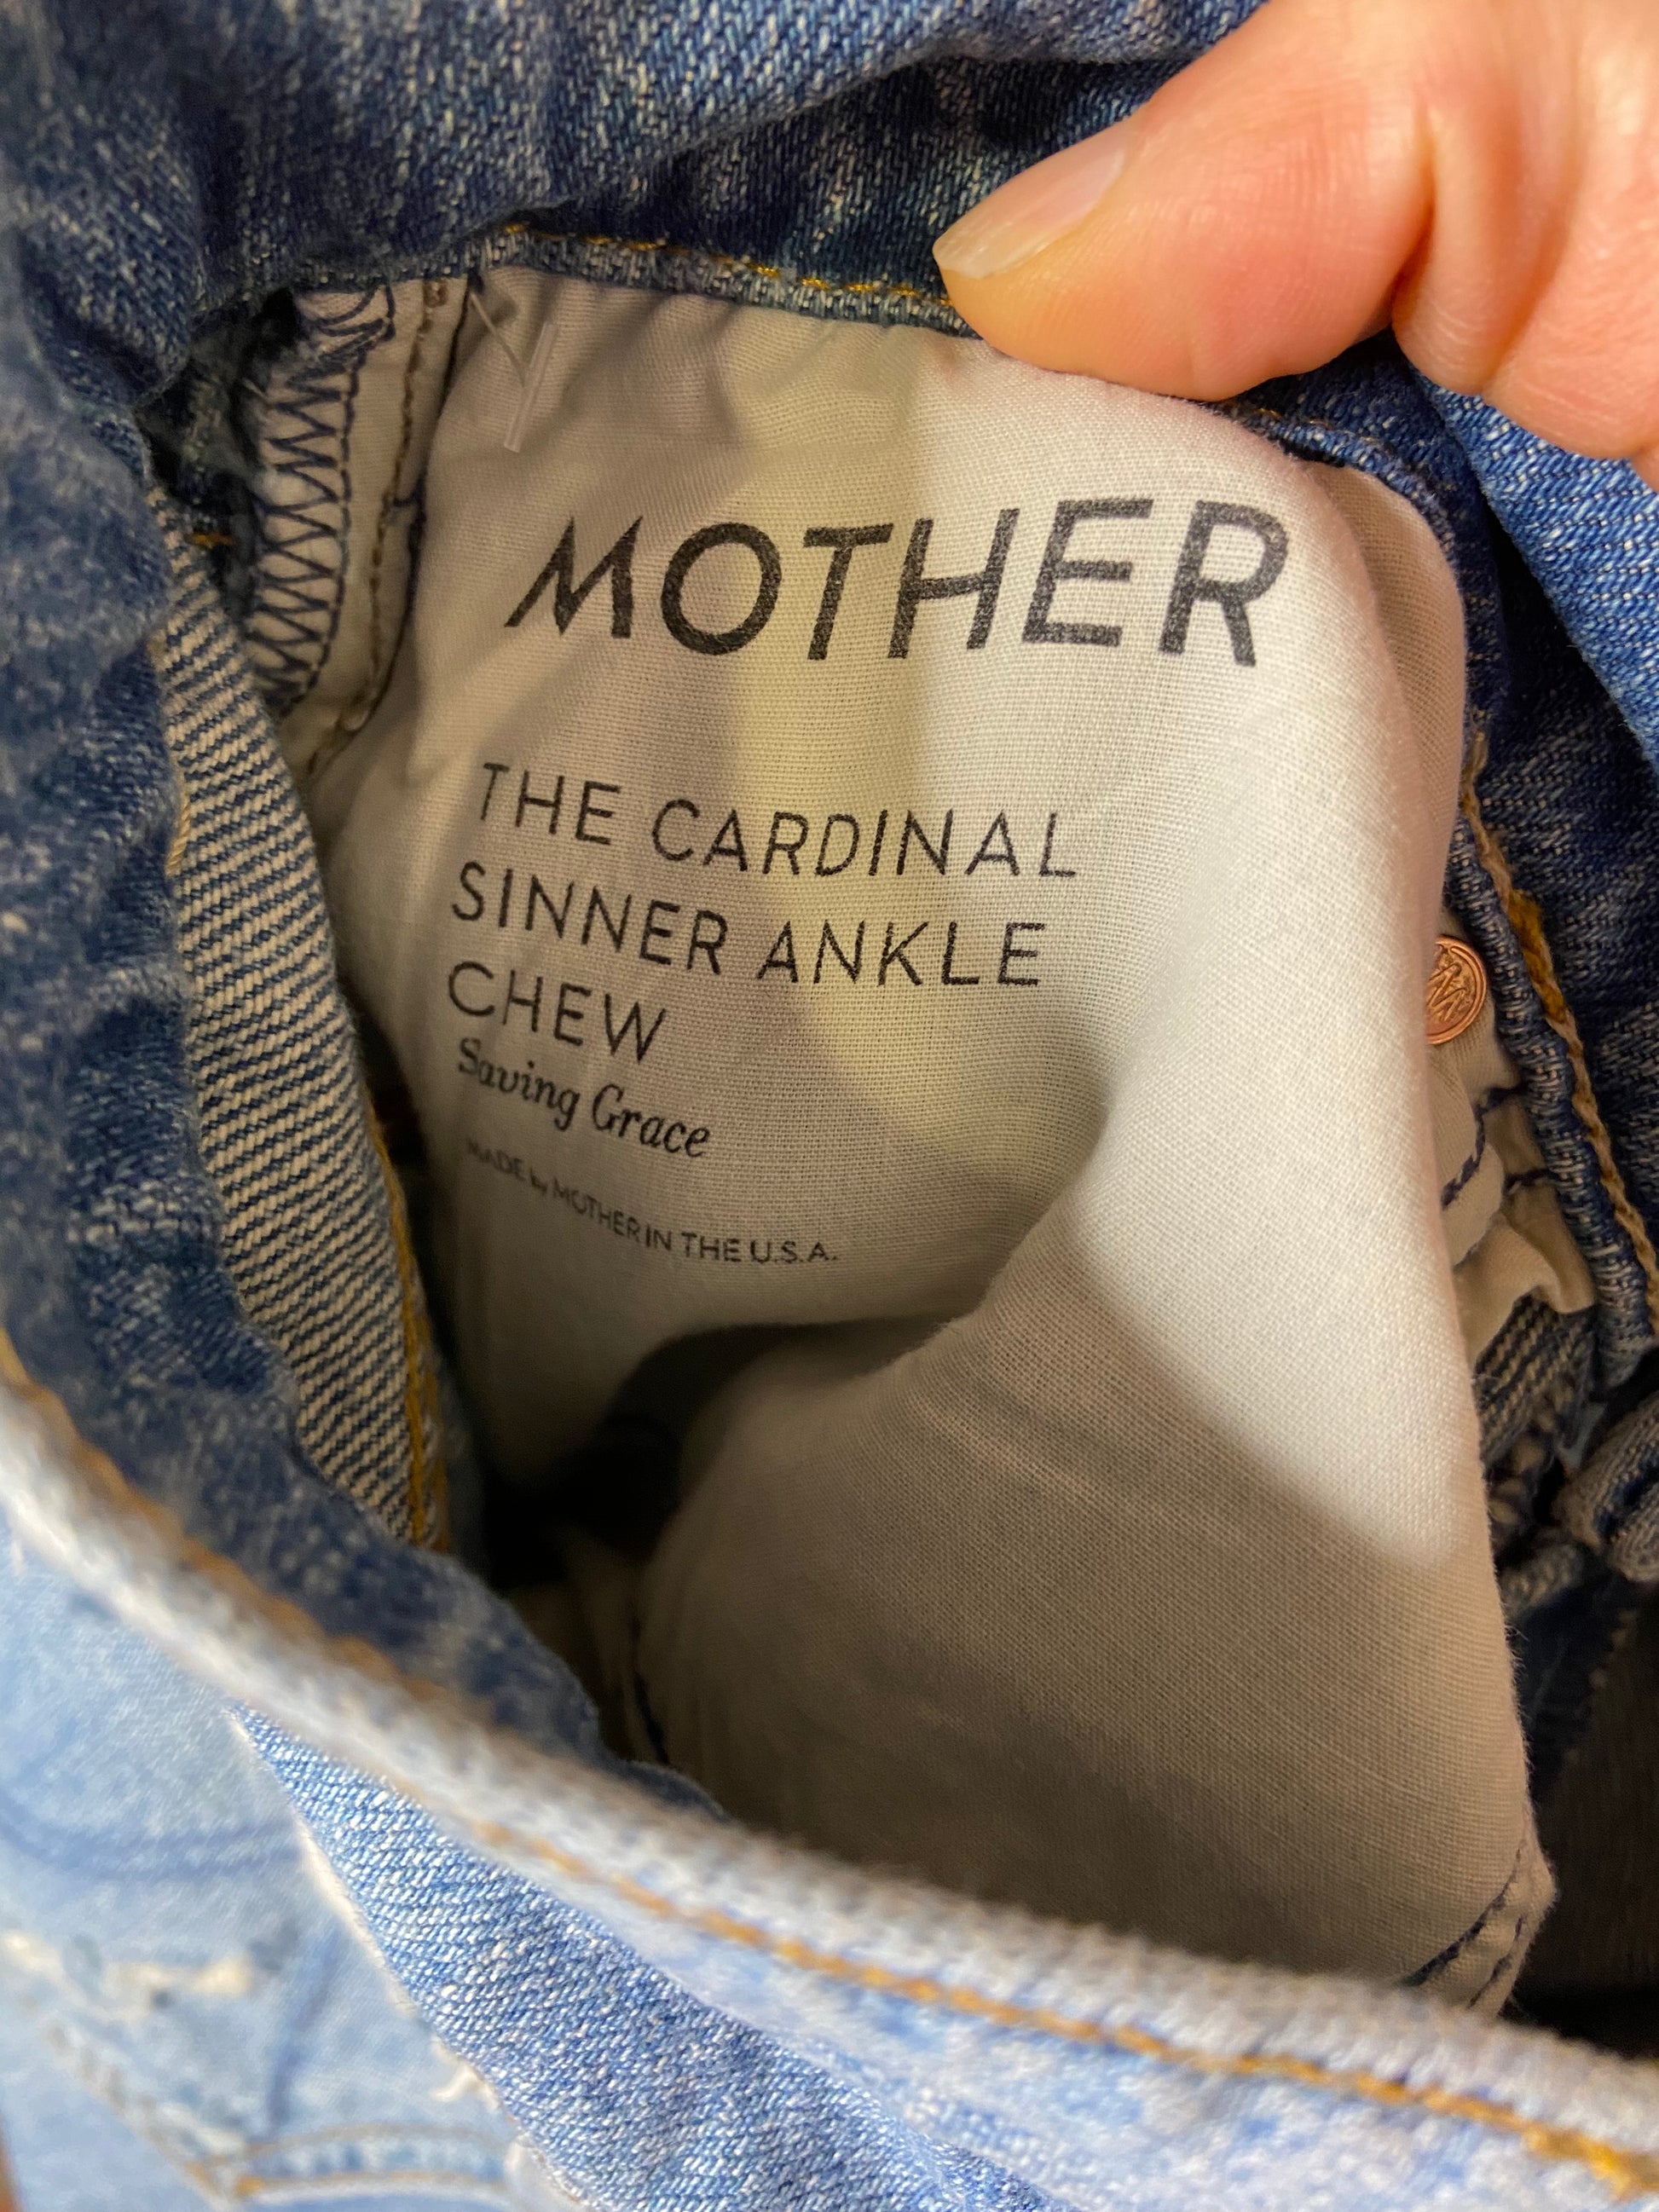 MOTHER
THE CARDINAL
SINNER ANKLE
CHEW
Saving Grace
MADE by MOTHER IN THE U.S.A.